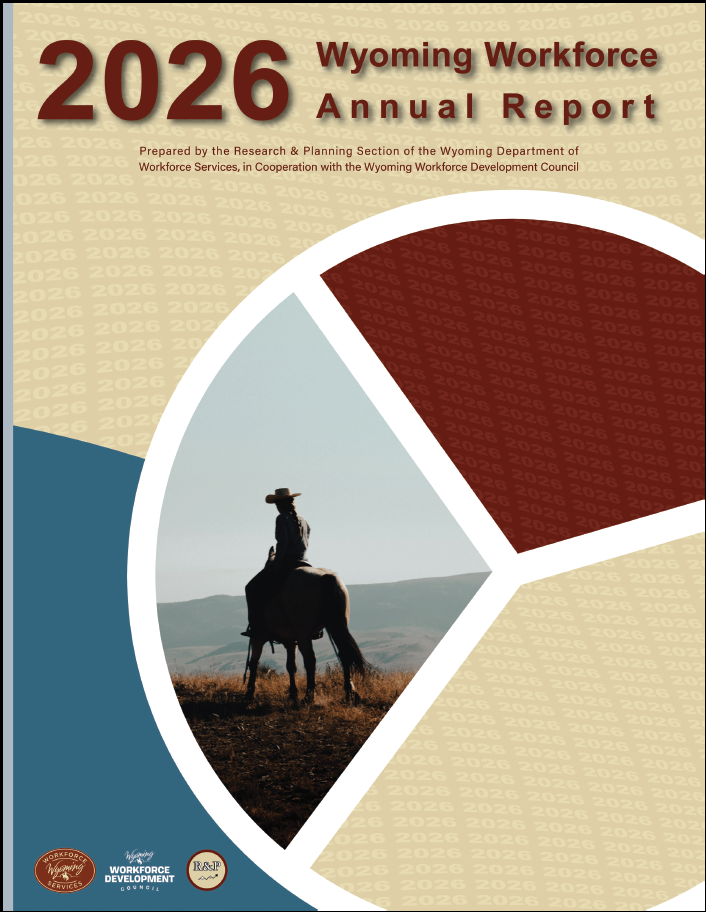 2026
Wyoming Workforce
Annual Report
Prepared by the Research & Planning Section of the Wyoming Department of
Workforce Services, in Cooperation with the Wyoming Workforce Development Council
WORKFORCE
Wyoming
SERVICES
Wyoming
WORKFORCE
DEVELOPMENT
COUNCIL
R&P